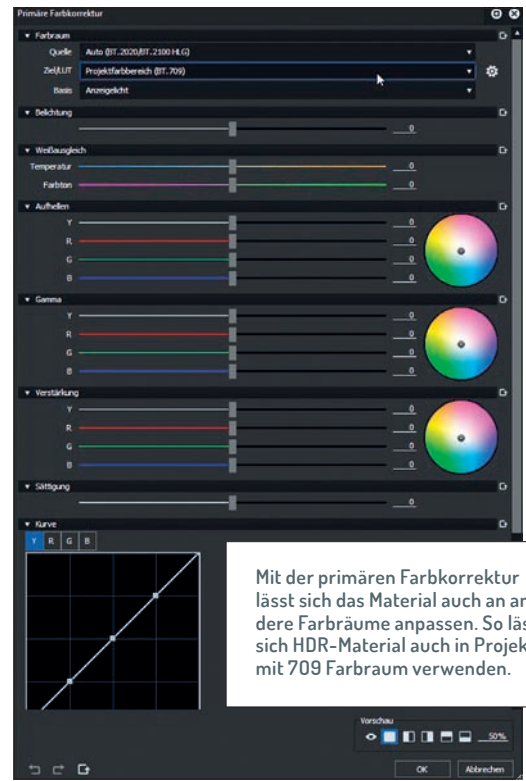 Primäre Farbkorrektur
Farbraum
Quelle Auto (BT.2020/BT.2100 HLG)
Ziel/LUT Projektfarbbereich (BT.709)
Basis Anzeigelicht
Belichtung
0
Weißausgleich
Temperatur 0
Farbton 0
Aufhellen
Y 0
R 0
G 0
B 0
Gamma
Y 0
R 0
G 0
B 0
Verstärkung
Y 0
R 0
G 0
B 0
Sättigung
0
Kurve
Y R G B
Mit der primären Farbkorrektur
lässt sich das Material auch an
dere Farbräume anpassen. So
sich HDR-Material auch in
mit 709 Farbraum verwenden.
Vorschau
50%
OK Abbrechen